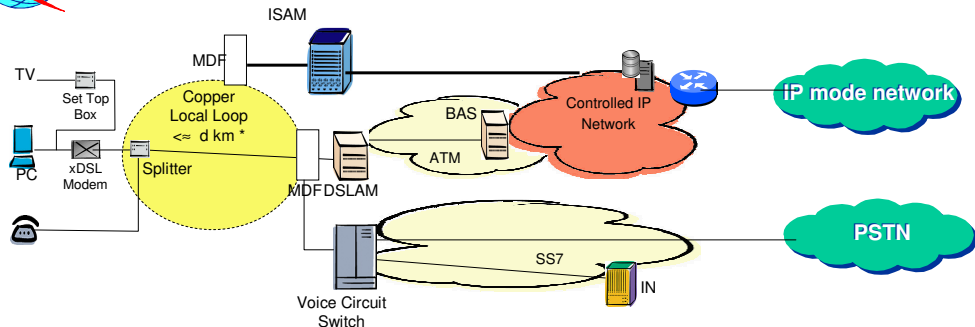 ISAM
MDF
TV
Set Top
Box
Copper
Local Loop
<≈ d km *
Controlled IP
Network
IP mode network
BAS
ATM
PC
xDSL
Modem
Splitter
MDF
DSLAM
PSTN
SS7
IN
Voice Circuit
Switch